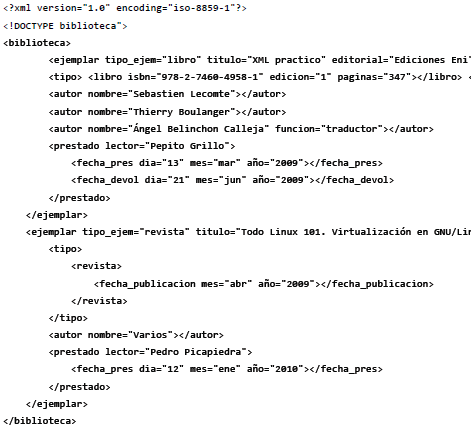 <?xml version="1.0" encoding="iso-8859-1"?>
<!DOCTYPE biblioteca">
<biblioteca>
<ejemplar tipo_ejem="libro" titulo="XML practico" editorial="Ediciones Eni"
<tipo> <libro isbn="978-2-7460-4958-1" edicion="1" paginas="347"></libro> <
<autor nombre="Sebastien Lecomte"></autor>
<autor nombre="Thierry Boulanger"></autor>
<autor nombre="Ángel Belinchon Calleja" funcion="traductor"></autor>
<prestado lector="Pepito Grillo">
<fecha_pres dia="13" mes="mar" año="2009"></fecha_pres>
<fecha_devol dia="21" mes="jun" año="2009"></fecha_devol>
</prestado>
</ejemplar>
<ejemplar tipo_ejem="revista" titulo="Todo Linux 101. Virtualización en GNU/Lin
<tipo>
<revista>
<fecha_publicacion mes="abr" año="2009"></fecha_publicacion>
</revista>
</tipo>
<autor nombre="Varios"></autor>
<prestado lector="Pedro Picapiedra">
<fecha_pres dia="12" mes="ene" año="2010"></fecha_pres>
</prestado>
</ejemplar>
</biblioteca>